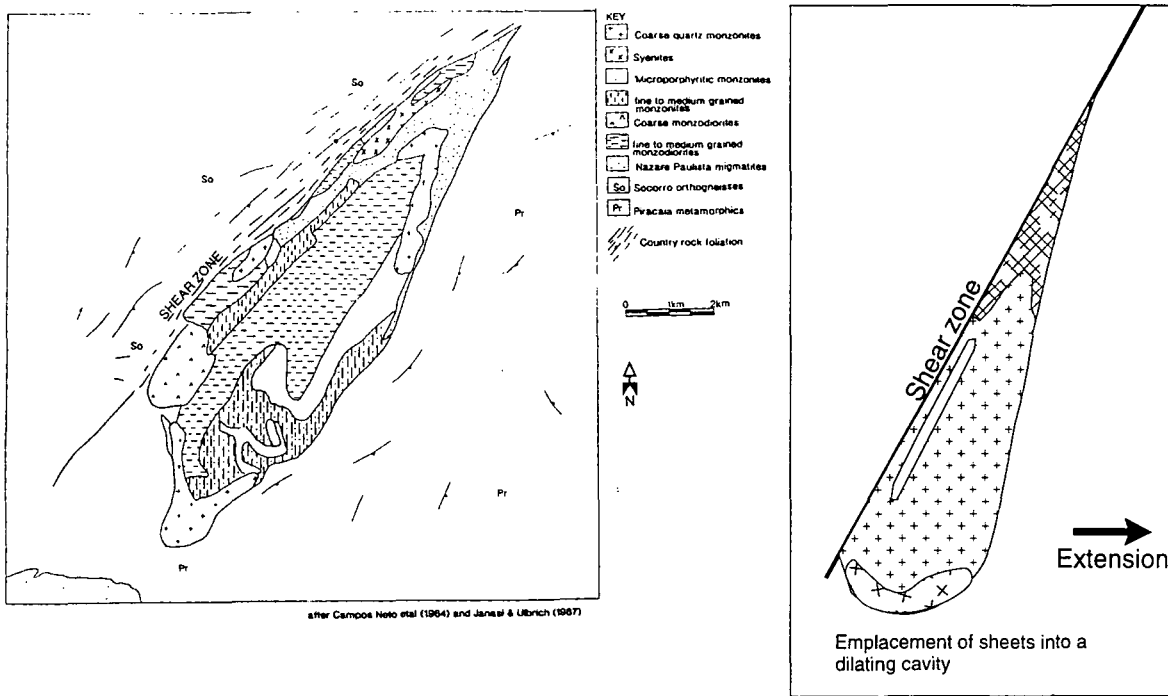 So
So
SHEAR ZONE
So
Pr
Pr
Pr
after Campos Neto etal (1984) and Janasi & Ulbrich (1987)
KEY
Coarse quartz monzonites
Syenites
Microporphyritic monzonites
fine to medium grained
monzonites
Coarse monzodiorites
fine to medium grained
monzodiorites
Nazare Paulista migmatites
So Socorro orthogneisses
Pr Piracaia metamorphics
Country rock foliation
0 1km 2km
N
Shear zone
Extension
Emplacement of sheets into a
dilating cavity